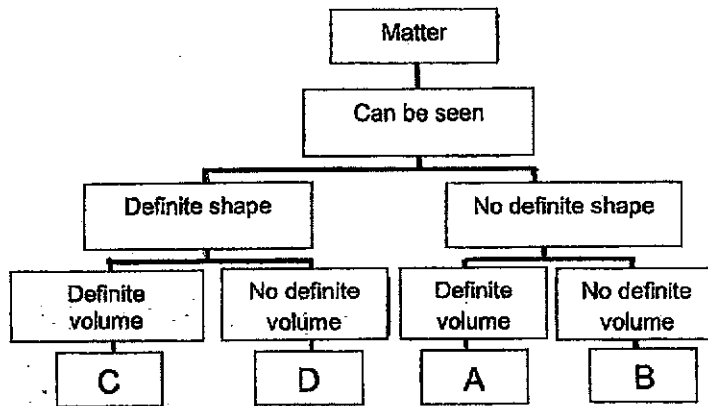 Matter
Can be seen
Definite shape
No definite shape
Definite
volume
No definite
volume
Definite
volume
No definite
volume
C
D
A
B